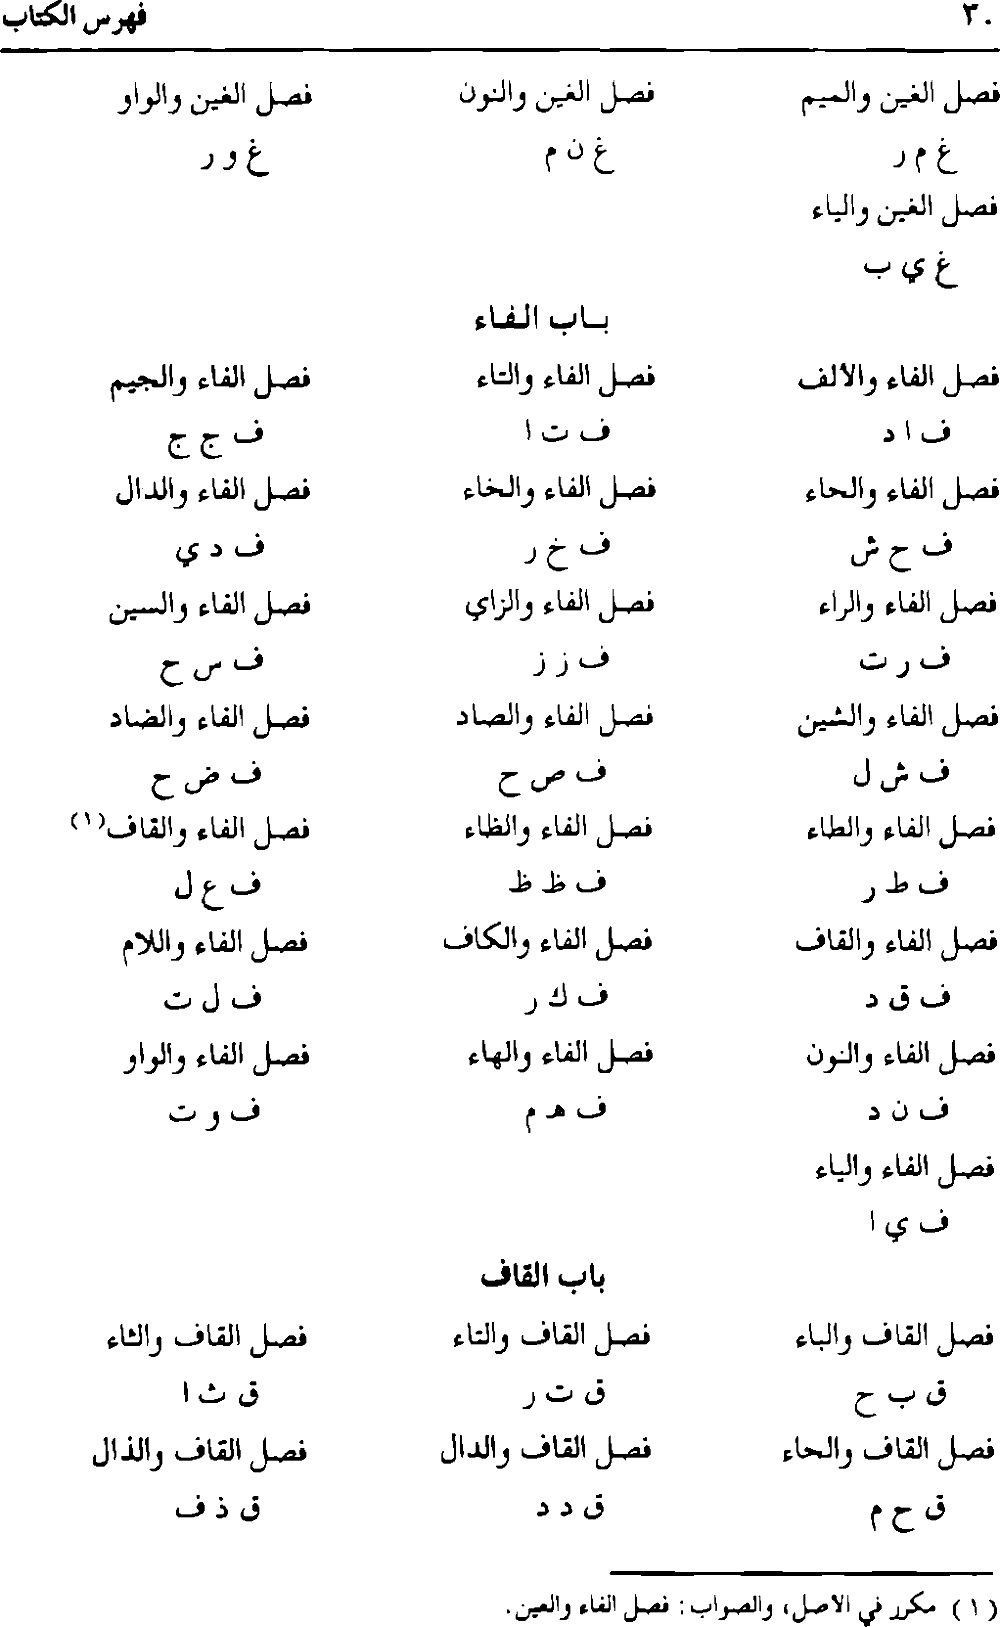 ٣٠ فهرس الكتاب
فصل الغين والميم فصل الغين والنون فصل الغين والواو
غ م ر غ ن م غ و ر
فصل الغين والياء
غ ي ب
بـاب الـفـاء
فصل الفاء والألف فصل الفاء والتاء فصل الفاء والجيم
ف ا د ف ت ا ف ج ج
فصل الفاء والحاء فصل الفاء والخاء فصل الفاء والدال
ف ح ش ف خ ر ف د ي
فصل الفاء والراء فصل الفاء والزاي فصل الفاء والسين
ف ر ت ف ز ز ف س ح
فصل الفاء والشين فصل الفاء والصاد فصل الفاء والضاد
ف ش ل ف ص ح ف ض ح
فصل الفاء والطاء فصل الفاء والظاء فصل الفاء والقاف(١)
ف ط ر ف ظ ظ ف ع ل
فصل الفاء والقاف فصل الفاء والكاف فصل الفاء واللام
ف ق د ف ك ر ف ل ت
فصل الفاء والنون فصل الفاء والهاء فصل الفاء والواو
ف ن د ف هـ م ف و ت
فصل الفاء والياء
ف ي ا
باب القاف
فصل القاف والباء فصل القاف والتاء فصل القاف والثاء
ق ب ح ق ت ر ق ث ا
فصل القاف والحاء فصل القاف والدال فصل القاف والذال
ق ح م ق د د ق ذ ف
(١) مكرر في الاصل، والصواب: فصل الفاء والعين.